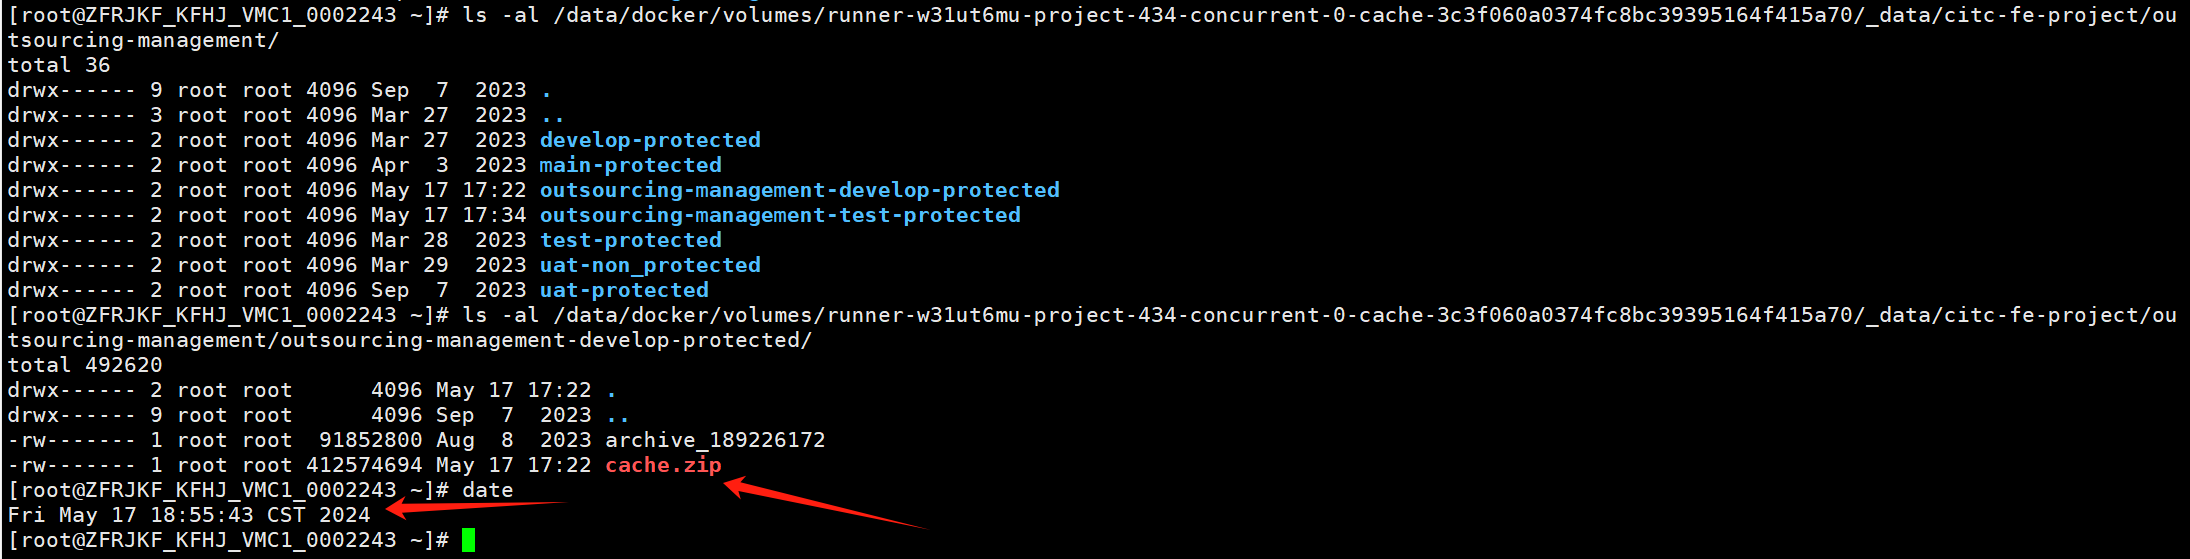 [root@ZFRJKF_KFHJ_VMC1_0002243 ~]# ls -al /data/docker/volumes/runner-w31ut6mu-project-434-concurrent-0-cache-3c3f060a0374fc8bc39395164f415a70/_data/citc-fe-project/ou
tsourcing-management/
total 36
drwx------ 9 root root 4096 Sep  7  2023 .
drwx------ 3 root root 4096 Mar 27  2023 ..
drwx------ 2 root root 4096 Mar 27  2023 develop-protected
drwx------ 2 root root 4096 Apr  3  2023 main-protected
drwx------ 2 root root 4096 May 17 17:22 outsourcing-management-develop-protected
drwx------ 2 root root 4096 May 17 17:34 outsourcing-management-test-protected
drwx------ 2 root root 4096 Mar 28  2023 test-protected
drwx------ 2 root root 4096 Mar 29  2023 uat-non_protected
drwx------ 2 root root 4096 Sep  7  2023 uat-protected
[root@ZFRJKF_KFHJ_VMC1_0002243 ~]# ls -al /data/docker/volumes/runner-w31ut6mu-project-434-concurrent-0-cache-3c3f060a0374fc8bc39395164f415a70/_data/citc-fe-project/ou
tsourcing-management/outsourcing-management-develop-protected/
total 492620
drwx------ 2 root root      4096 May 17 17:22 .
drwx------ 9 root root      4096 Sep  7  2023 ..
-rw------- 1 root root  91852800 Aug  8  2023 archive_189226172
-rw------- 1 root root 412574694 May 17 17:22 cache.zip
[root@ZFRJKF_KFHJ_VMC1_0002243 ~]# date
Fri May 17 18:55:43 CST 2024
[root@ZFRJKF_KFHJ_VMC1_0002243 ~]#